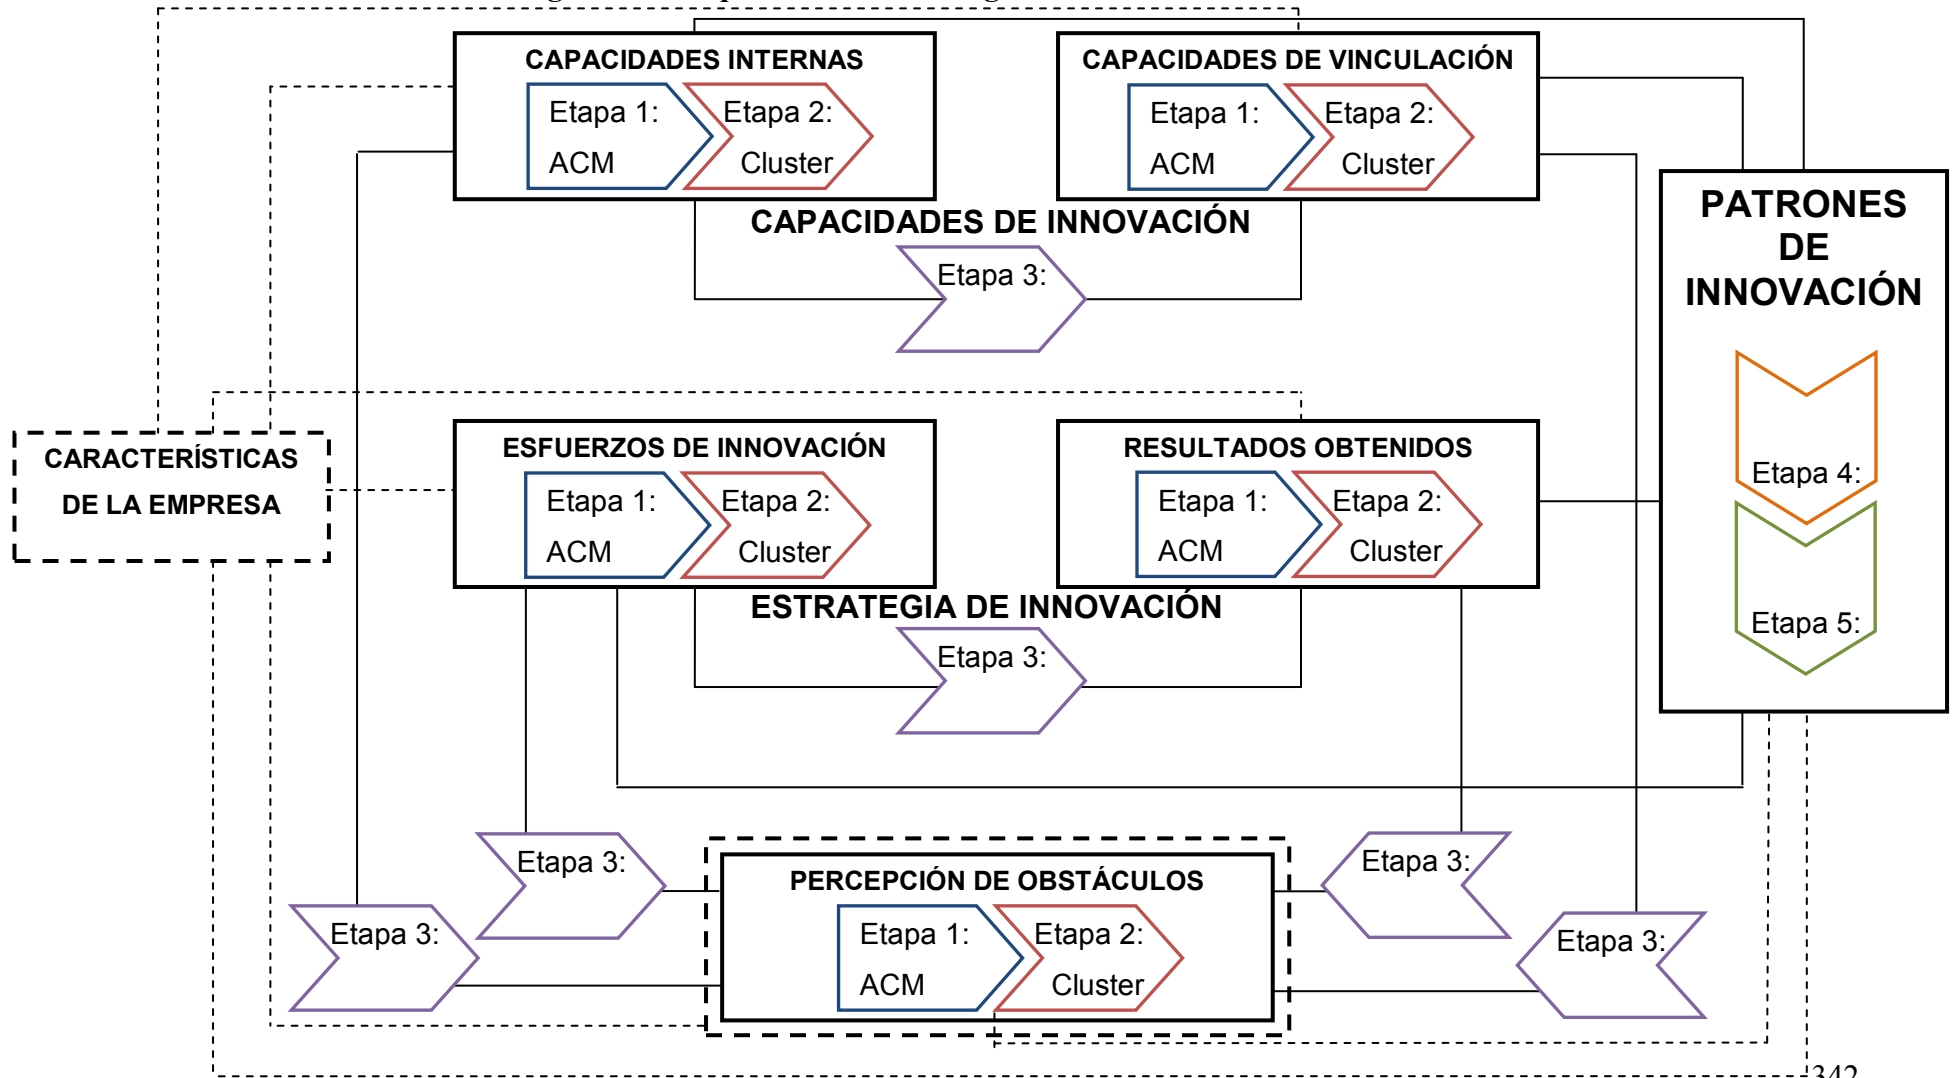 CAPACIDADES INTERNAS
Etapa 1:
ACM
Etapa 2:
Cluster
CAPACIDADES DE VINCULACIÓN
Etapa 1:
ACM
Etapa 2:
Cluster
CAPACIDADES DE INNOVACIÓN
Etapa 3:
PATRONES
DE
INNOVACIÓN
Etapa 4:
Etapa 5:
CARACTERÍSTICAS
DE LA EMPRESA
ESFUERZOS DE INNOVACIÓN
Etapa 1:
ACM
Etapa 2:
Cluster
RESULTADOS OBTENIDOS
Etapa 1:
ACM
Etapa 2:
Cluster
ESTRATEGIA DE INNOVACIÓN
Etapa 3:
Etapa 3:
Etapa 3:
PERCEPCIÓN DE OBSTÁCULOS
Etapa 1:
ACM
Etapa 2:
Cluster
Etapa 3:
Etapa 3:
342